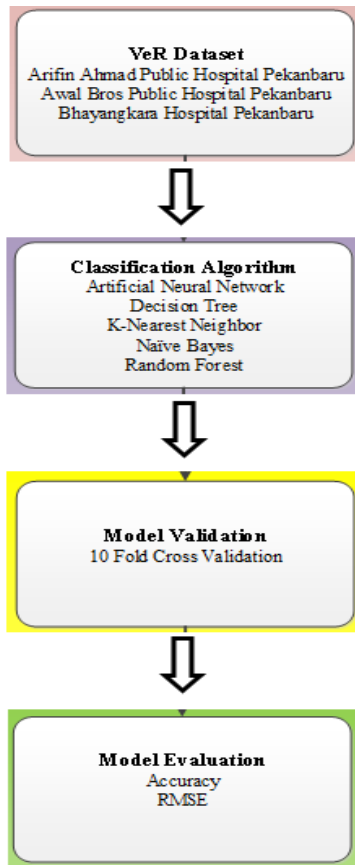 VeR Dataset
Arifin Ahmad Public Hospital Pekanbaru
Awal Bros Public Hospital Pekanbaru
Bhayangkara Hospital Pekanbaru
Classification Algorithm
Artificial Neural Network
Decision Tree
K-Nearest Neighbor
Naïve Bayes
Random Forest
Model Validation
10 Fold Cross Validation
Model Evaluation
Accuracy
RMSE